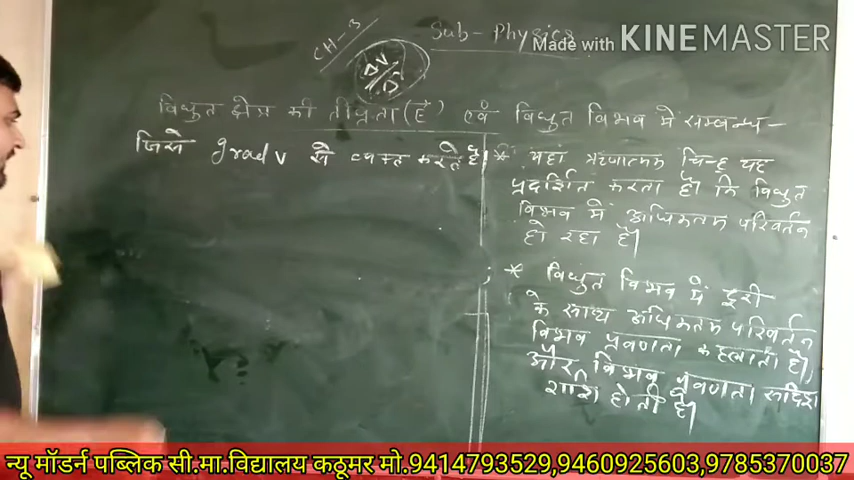 Sub- Physics
Made with KINEMASTER
CH-3
ΔV
विद्युत क्षेत्र की तीव्रता (E) एवं विद्युत विभव में सम्बन्ध-
जिसे grad v से व्यक्त करते है।
* यहां ऋणात्मक चिन्ह यह
प्रदर्शित करता है। कि विद्युत
विभव में अधिकतम परिवर्तन
हो रहा है।
* विद्युत विभव में दूरी
के साथ अधिकतम परिवर्तन
विभव प्रवणता कहलाता है।,
और विभव प्रवणता सदिश
राशि होती है।
न्यू मॉडर्न पब्लिक सी.मा.विद्यालय कठूमर मो.9414793529,9460925603,9785370037